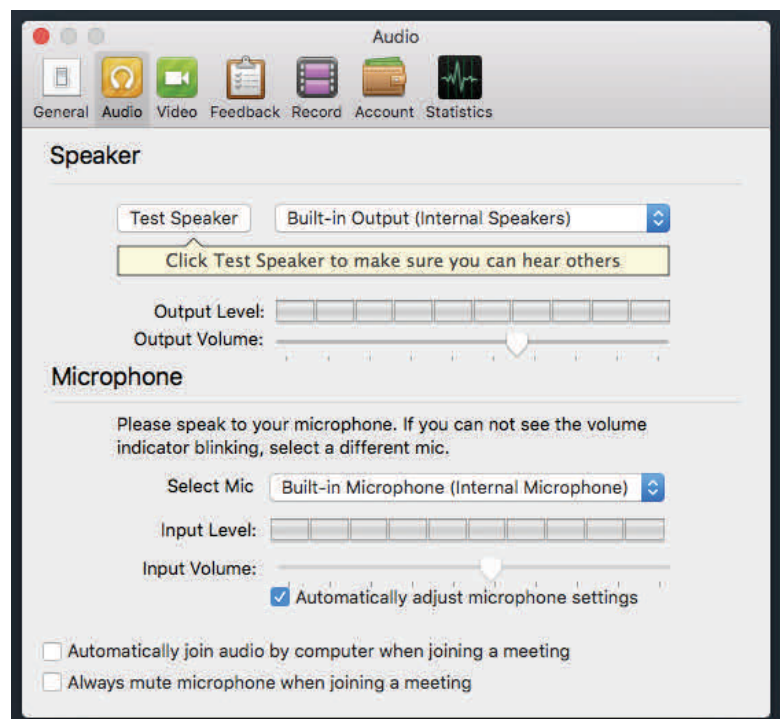 Audio
General Audio Video Feedback Record Account Statistics
Speaker
Test Speaker Built-in Output (Internal Speakers)
Click Test Speaker to make sure you can hear others
Output Level:
Output Volume:
Microphone
Please speak to your microphone. If you can not see the volume
indicator blinking, select a different mic.
Select Mic Built-in Microphone (Internal Microphone)
Input Level:
Input Volume:
Automatically adjust microphone settings
Automatically join audio by computer when joining a meeting
Always mute microphone when joining a meeting